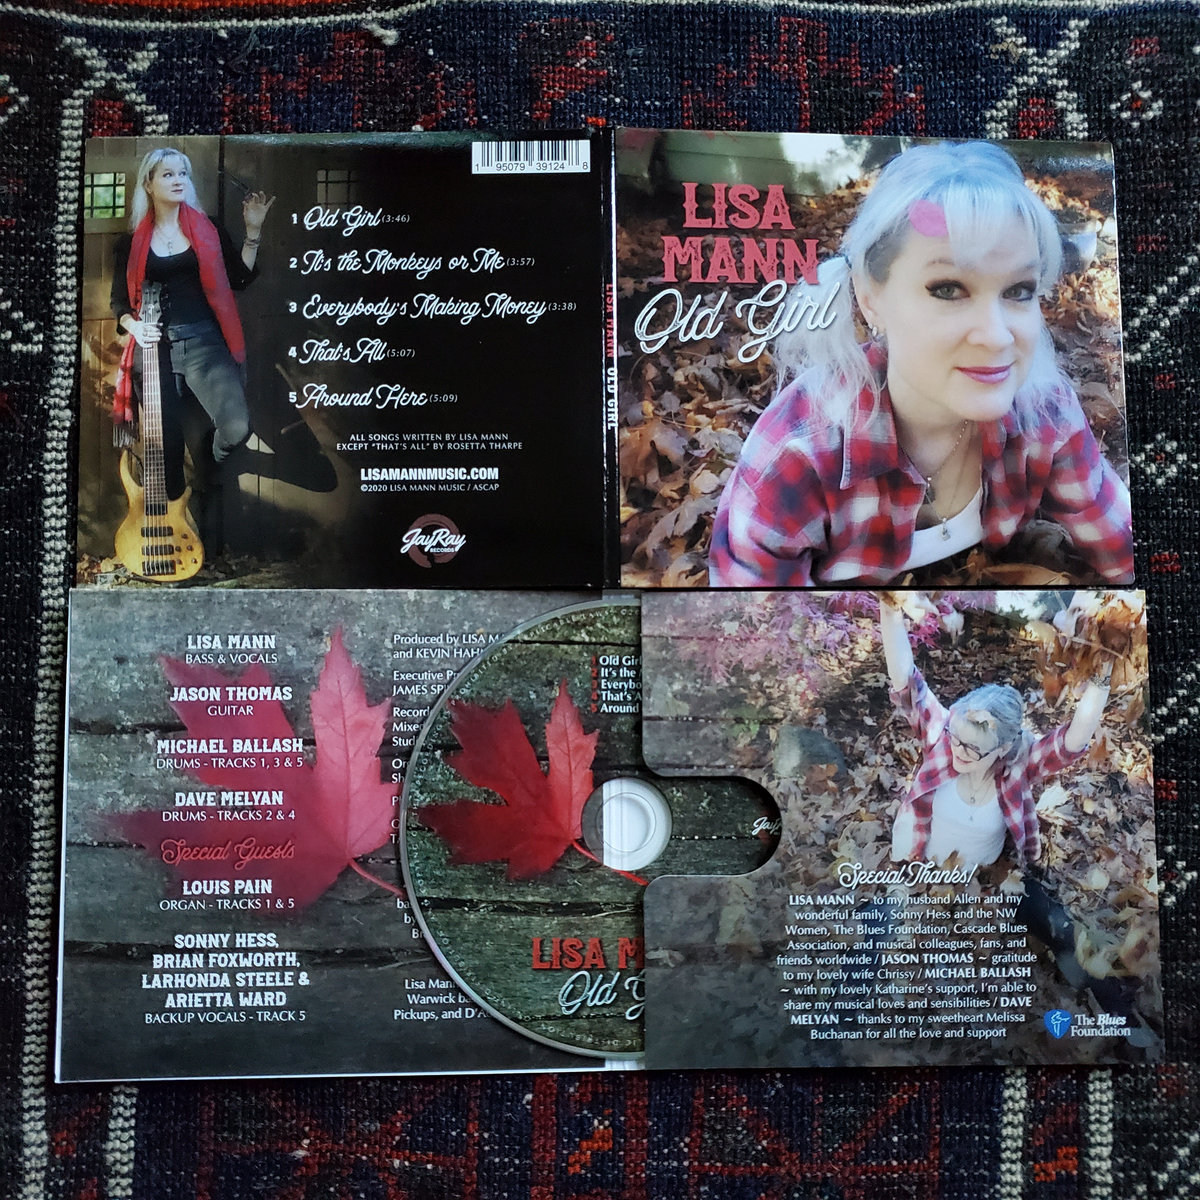 1 95079 39124 8
1 Old Girl (3:46)
2 It's the Monkeys or Me (3:57)
3 Everybody's Making Money (3:38)
4 That's All (5:07)
5 Around Here (5:09)
ALL SONGS WRITTEN BY LISA MANN
EXCEPT "THAT'S ALL" BY ROSETTA THARPE
LISAMANNMUSIC.COM
©2020 LISA MANN MUSIC / ASCAP
JayRay
RECORDS
LISA MANN OLD GIRL
LISA
MANN
Old Girl
LISA MANN
BASS & VOCALS
JASON THOMAS
GUITAR
MICHAEL BALLASH
DRUMS - TRACKS 1, 3 & 5
DAVE MELYAN
DRUMS - TRACKS 2 & 4
Special Guests
LOUIS PAIN
ORGAN - TRACKS 1 & 5
SONNY HESS,
BRIAN FOXWORTH,
LARHONDA STEELE &
ARIETTA WARD
BACKUP VOCALS - TRACK 5
Produced by LISA
and KEVIN
Executive
JAMES
Lisa
Warwick
Pickups, and
Old Girl
It's the
That's
Around
LISA
Old
Special Thanks!
LISA MANN ~ to my husband Allen and my
wonderful family, Sonny Hess and the NW
Women, The Blues Foundation, Cascade Blues
Association, and musical colleagues, fans, and
friends worldwide / JASON THOMAS ~ gratitude
to my lovely wife Chrissy / MICHAEL BALLASH
~ with my lovely Katharine's support, I'm able to
share my musical loves and sensibilities / DAVE
MELYAN ~ thanks to my sweetheart Melissa
Buchanan for all the love and support
The Blues
Foundation